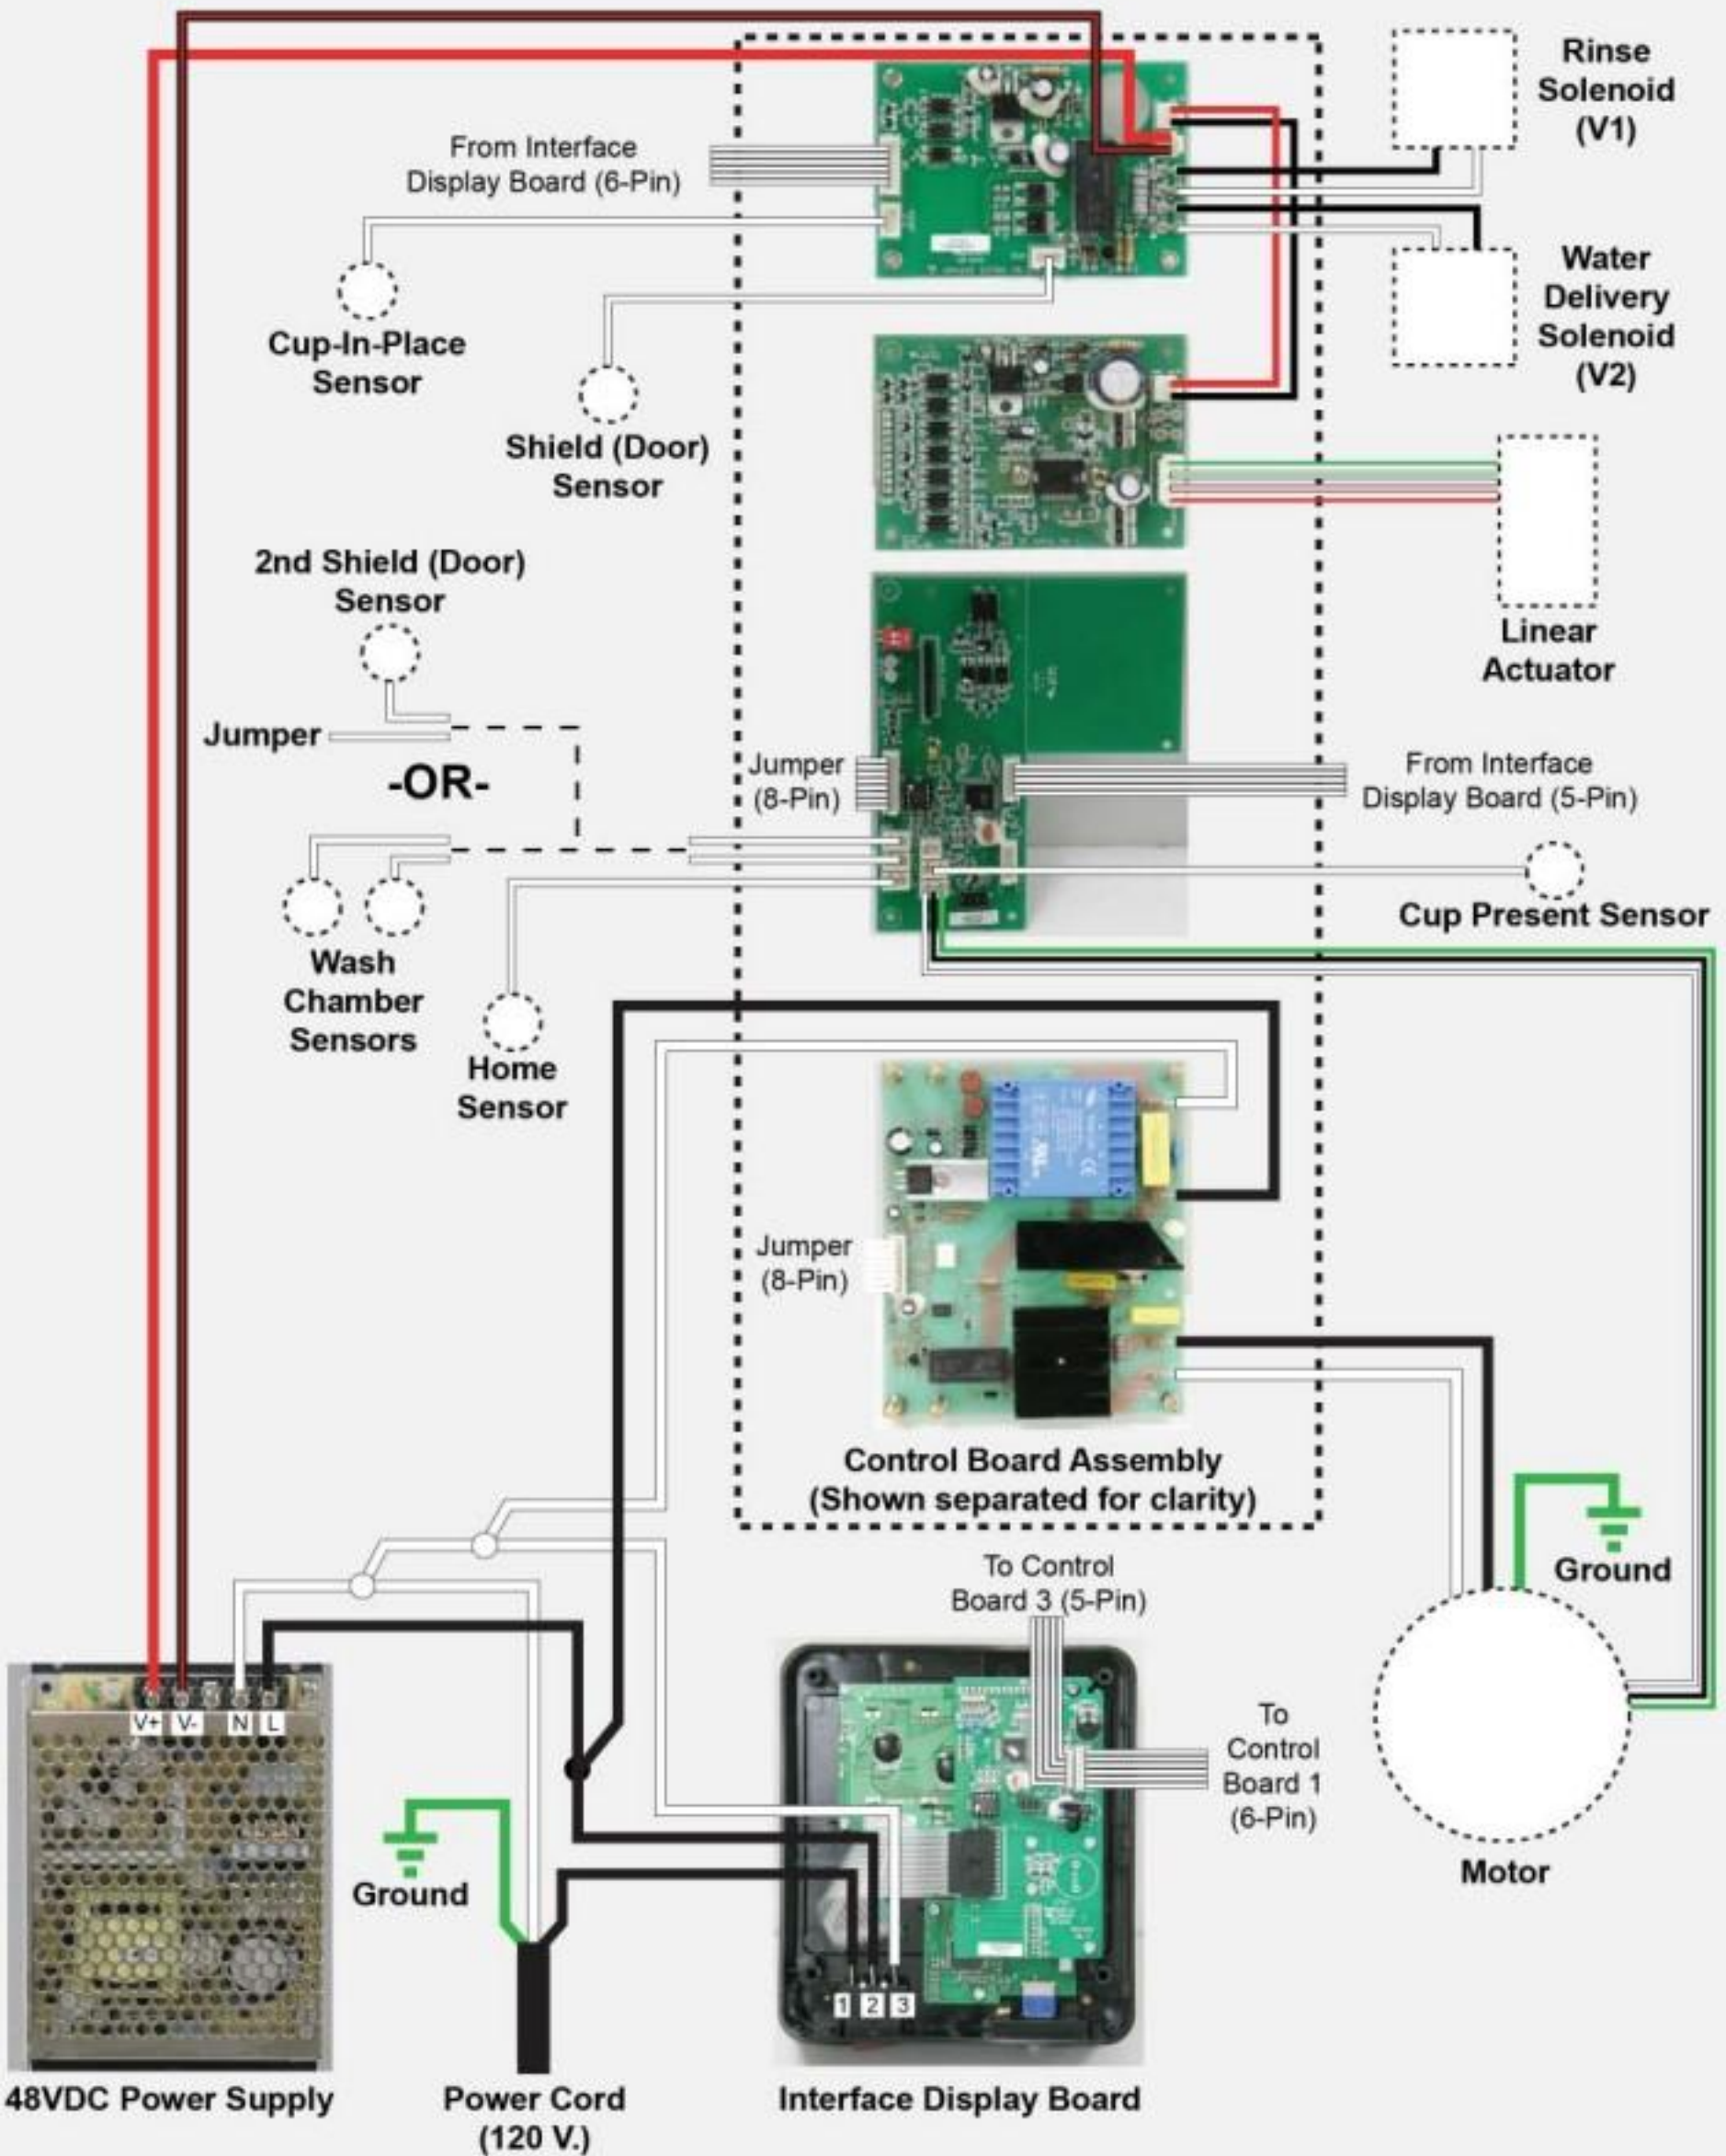 Rinse
Solenoid
(V1)
From Interface
Display Board (6-Pin)
Water
Delivery
Solenoid
(V2)
Cup-In-Place
Sensor
Shield (Door)
Sensor
2nd Shield (Door)
Sensor
Linear
Actuator
Jumper
-OR-
Jumper
(8-Pin)
From Interface
Display Board (5-Pin)
Cup Present Sensor
Wash
Chamber
Sensors
Home
Sensor
Jumper
(8-Pin)
Control Board Assembly
(Shown separated for clarity)
To Control
Board 3 (5-Pin)
Ground
V+ V- N L
To
Control
Board 1
(6-Pin)
Ground
Motor
1 2 3
48VDC Power Supply
Power Cord
(120 V.)
Interface Display Board